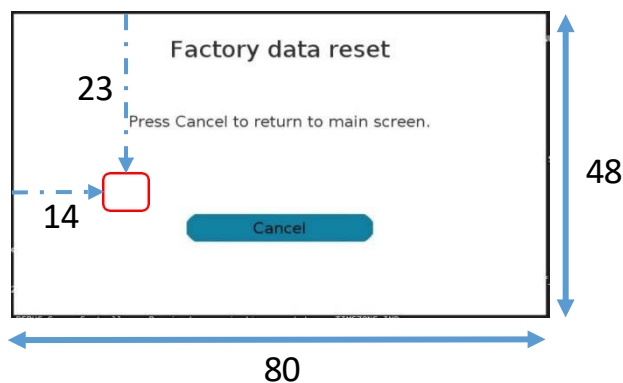 Factory data reset
23
Press Cancel to return to main screen.
48
14
Cancel
80